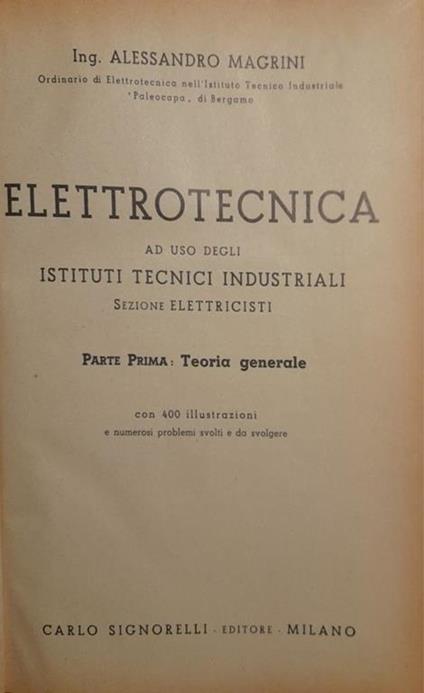 Ing. ALESSANDRO MAGRINI
Ordinario di Elettrotecnica nell'Istituto Tecnico Industriale
"Paleocapa, di Bergamo
ELETTROTECNICA
AD USO DEGLI
ISTITUTI TECNICI INDUSTRIALI
SEZIONE ELETTRICISTI
PARTE PRIMA: Teoria generale
con 400 illustrazioni
e numerosi problemi svolti e da svolgere
CARLO SIGNORELLI · EDITORE · MILANO